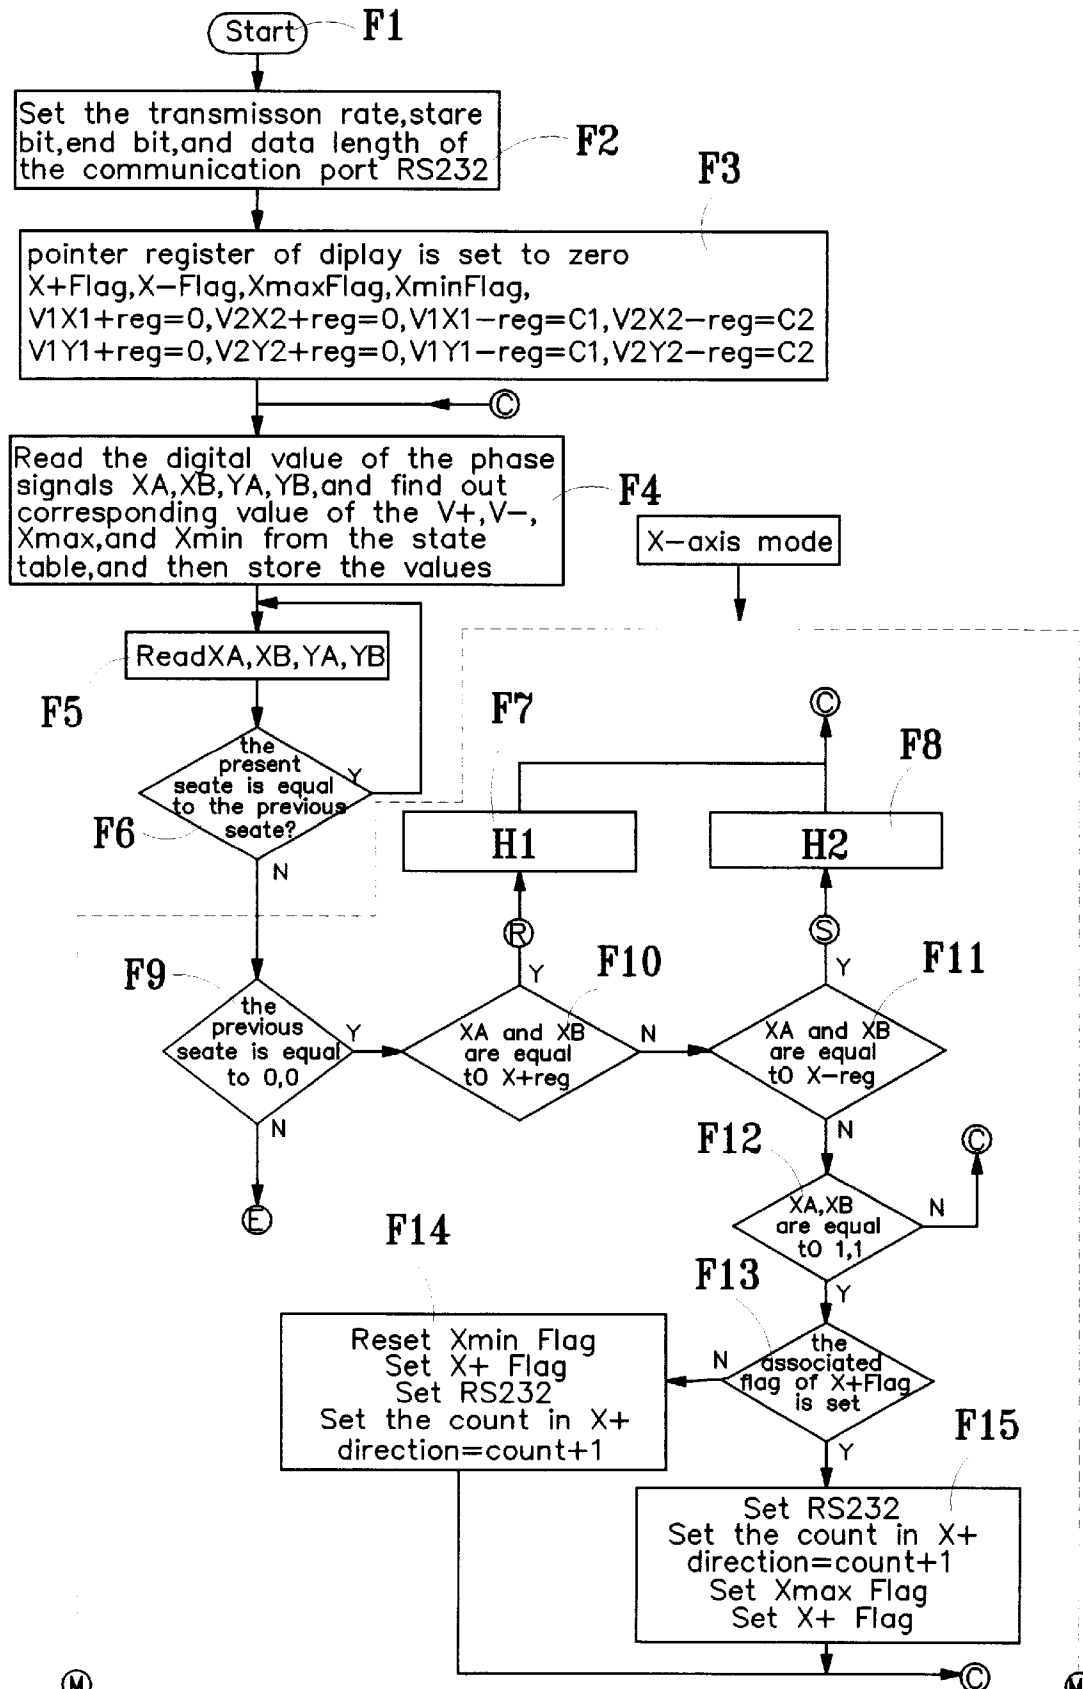 Start
F1
Set the transmisson rate,stare
bit,end bit,and data length of
the communication port RS232
F2
F3
pointer register of diplay is set to zero
X+Flag,X-Flag,XmaxFlag,XminFlag,
V1X1+reg=0,V2X2+reg=0,V1X1-reg=C1,V2X2-reg=C2
V1Y1+reg=0,V2Y2+reg=0,V1Y1-reg=C1,V2Y2-reg=C2
C
Read the digital value of the phase
signals XA,XB,YA,YB,and find out
corresponding value of the V+,V-,
Xmax,and Xmin from the state
table,and then store the values
F4
X-axis mode
ReadXA,XB,YA,YB
F5
the
present
seate is equal
to the previous
seate?
Y
F6
N
F7
C
F8
H1
H2
R
S
F9
the
previous
seate is equal
to 0,0
Y
N
E
Y
F10
XA and XB
are equal
tO X+reg
N
Y
F11
XA and XB
are equal
tO X-reg
N
F12
C
XA,XB
are equal
tO 1,1
N
Y
F13
the
associated
flag of X+Flag
is set
N
Y
F14
Reset Xmin Flag
Set X+ Flag
Set RS232
Set the count in X+
direction=count+1
F15
Set RS232
Set the count in X+
direction=count+1
Set Xmax Flag
Set X+ Flag
C
M
M